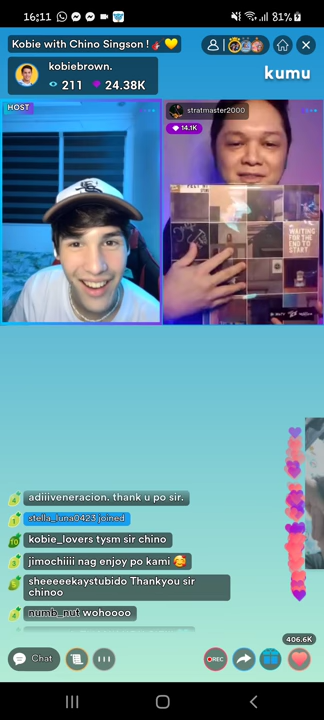 16:11
81%
Kobie with Chino Singson !
kobiebrown.
211
24.38K
kumu
HOST
stratmaster2000
14.1K
WAITING
FOR THE
END TO
START
adiiiveneracion. thank u po sir.
stella_luna0423 joined
kobie_lovers tysm sir chino
jimochiiii nag enjoy po kami
sheeeeekaystubido Thankyou sir
chinoo
numb_nut wohoooo
406.6K
Chat
REC